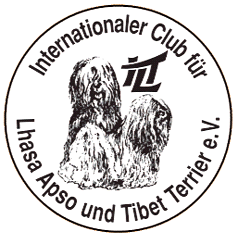 Internationaler Club für
ILT
Lhasa Apso und Tibet Terrier e.V.